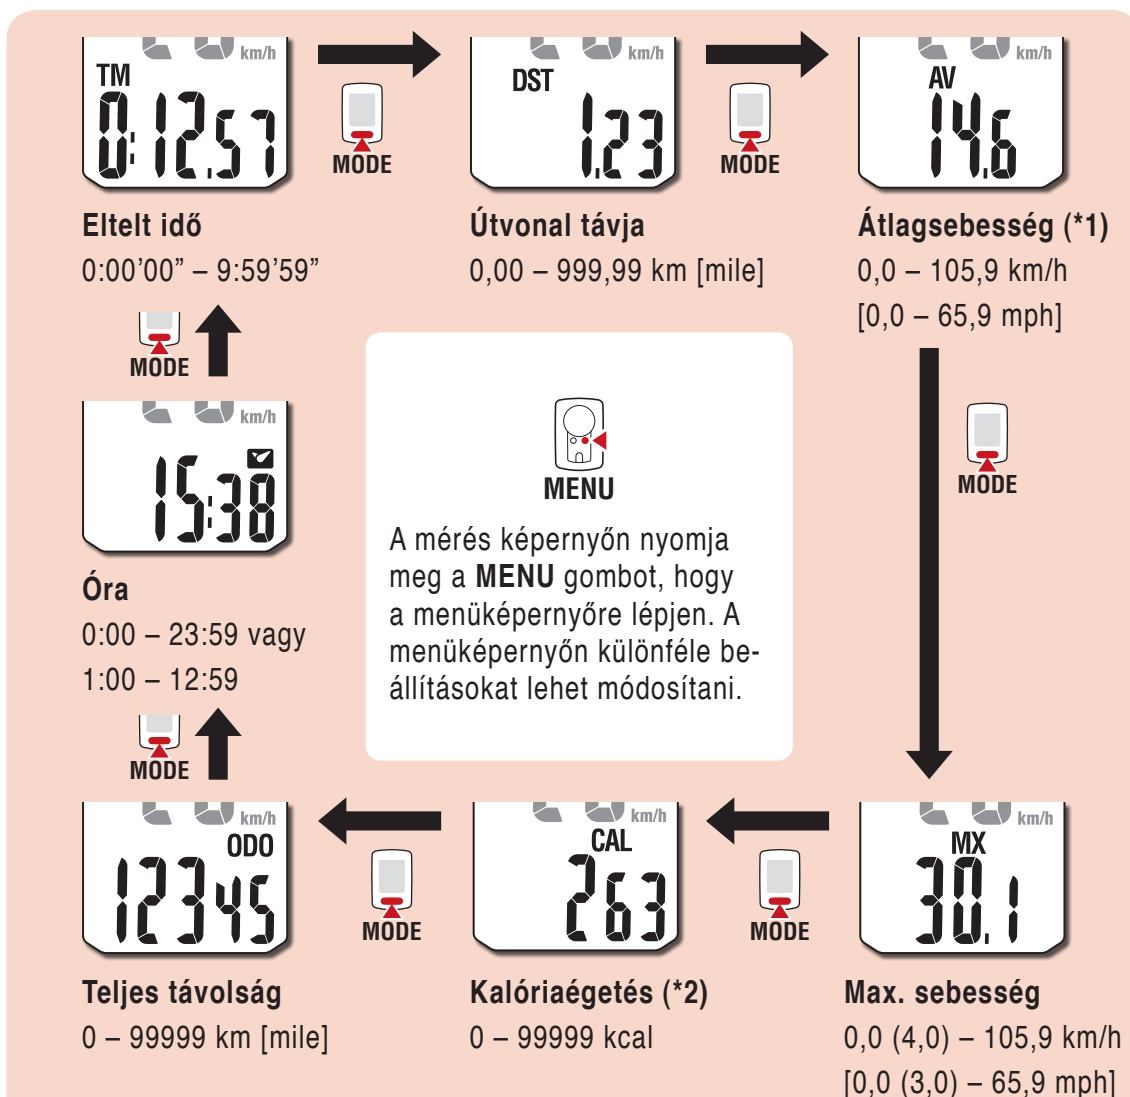 km/h
TM
0:12.57
MODE
km/h
DST
1.23
MODE
km/h
AV
14.6
Eltelt idő
0:00’00” – 9:59’59”
Útvonal távja
0,00 – 999,99 km [mile]
Átlagsebesség (*1)
0,0 – 105,9 km/h
[0,0 – 65,9 mph]
MODE
km/h
15:38
Óra
0:00 – 23:59 vagy
1:00 – 12:59
MODE
MENU
A mérés képernyőn nyomja
meg a MENU gombot, hogy
a menüképernyőre lépjen. A
menüképernyőn különféle be-
állításokat lehet módosítani.
MODE
km/h
ODO
12345
MODE
km/h
CAL
263
MODE
km/h
MX
30.1
Teljes távolság
0 – 99999 km [mile]
Kalóriaégetés (*2)
0 – 99999 kcal
Max. sebesség
0,0 (4,0) – 105,9 km/h
[0,0 (3,0) – 65,9 mph]